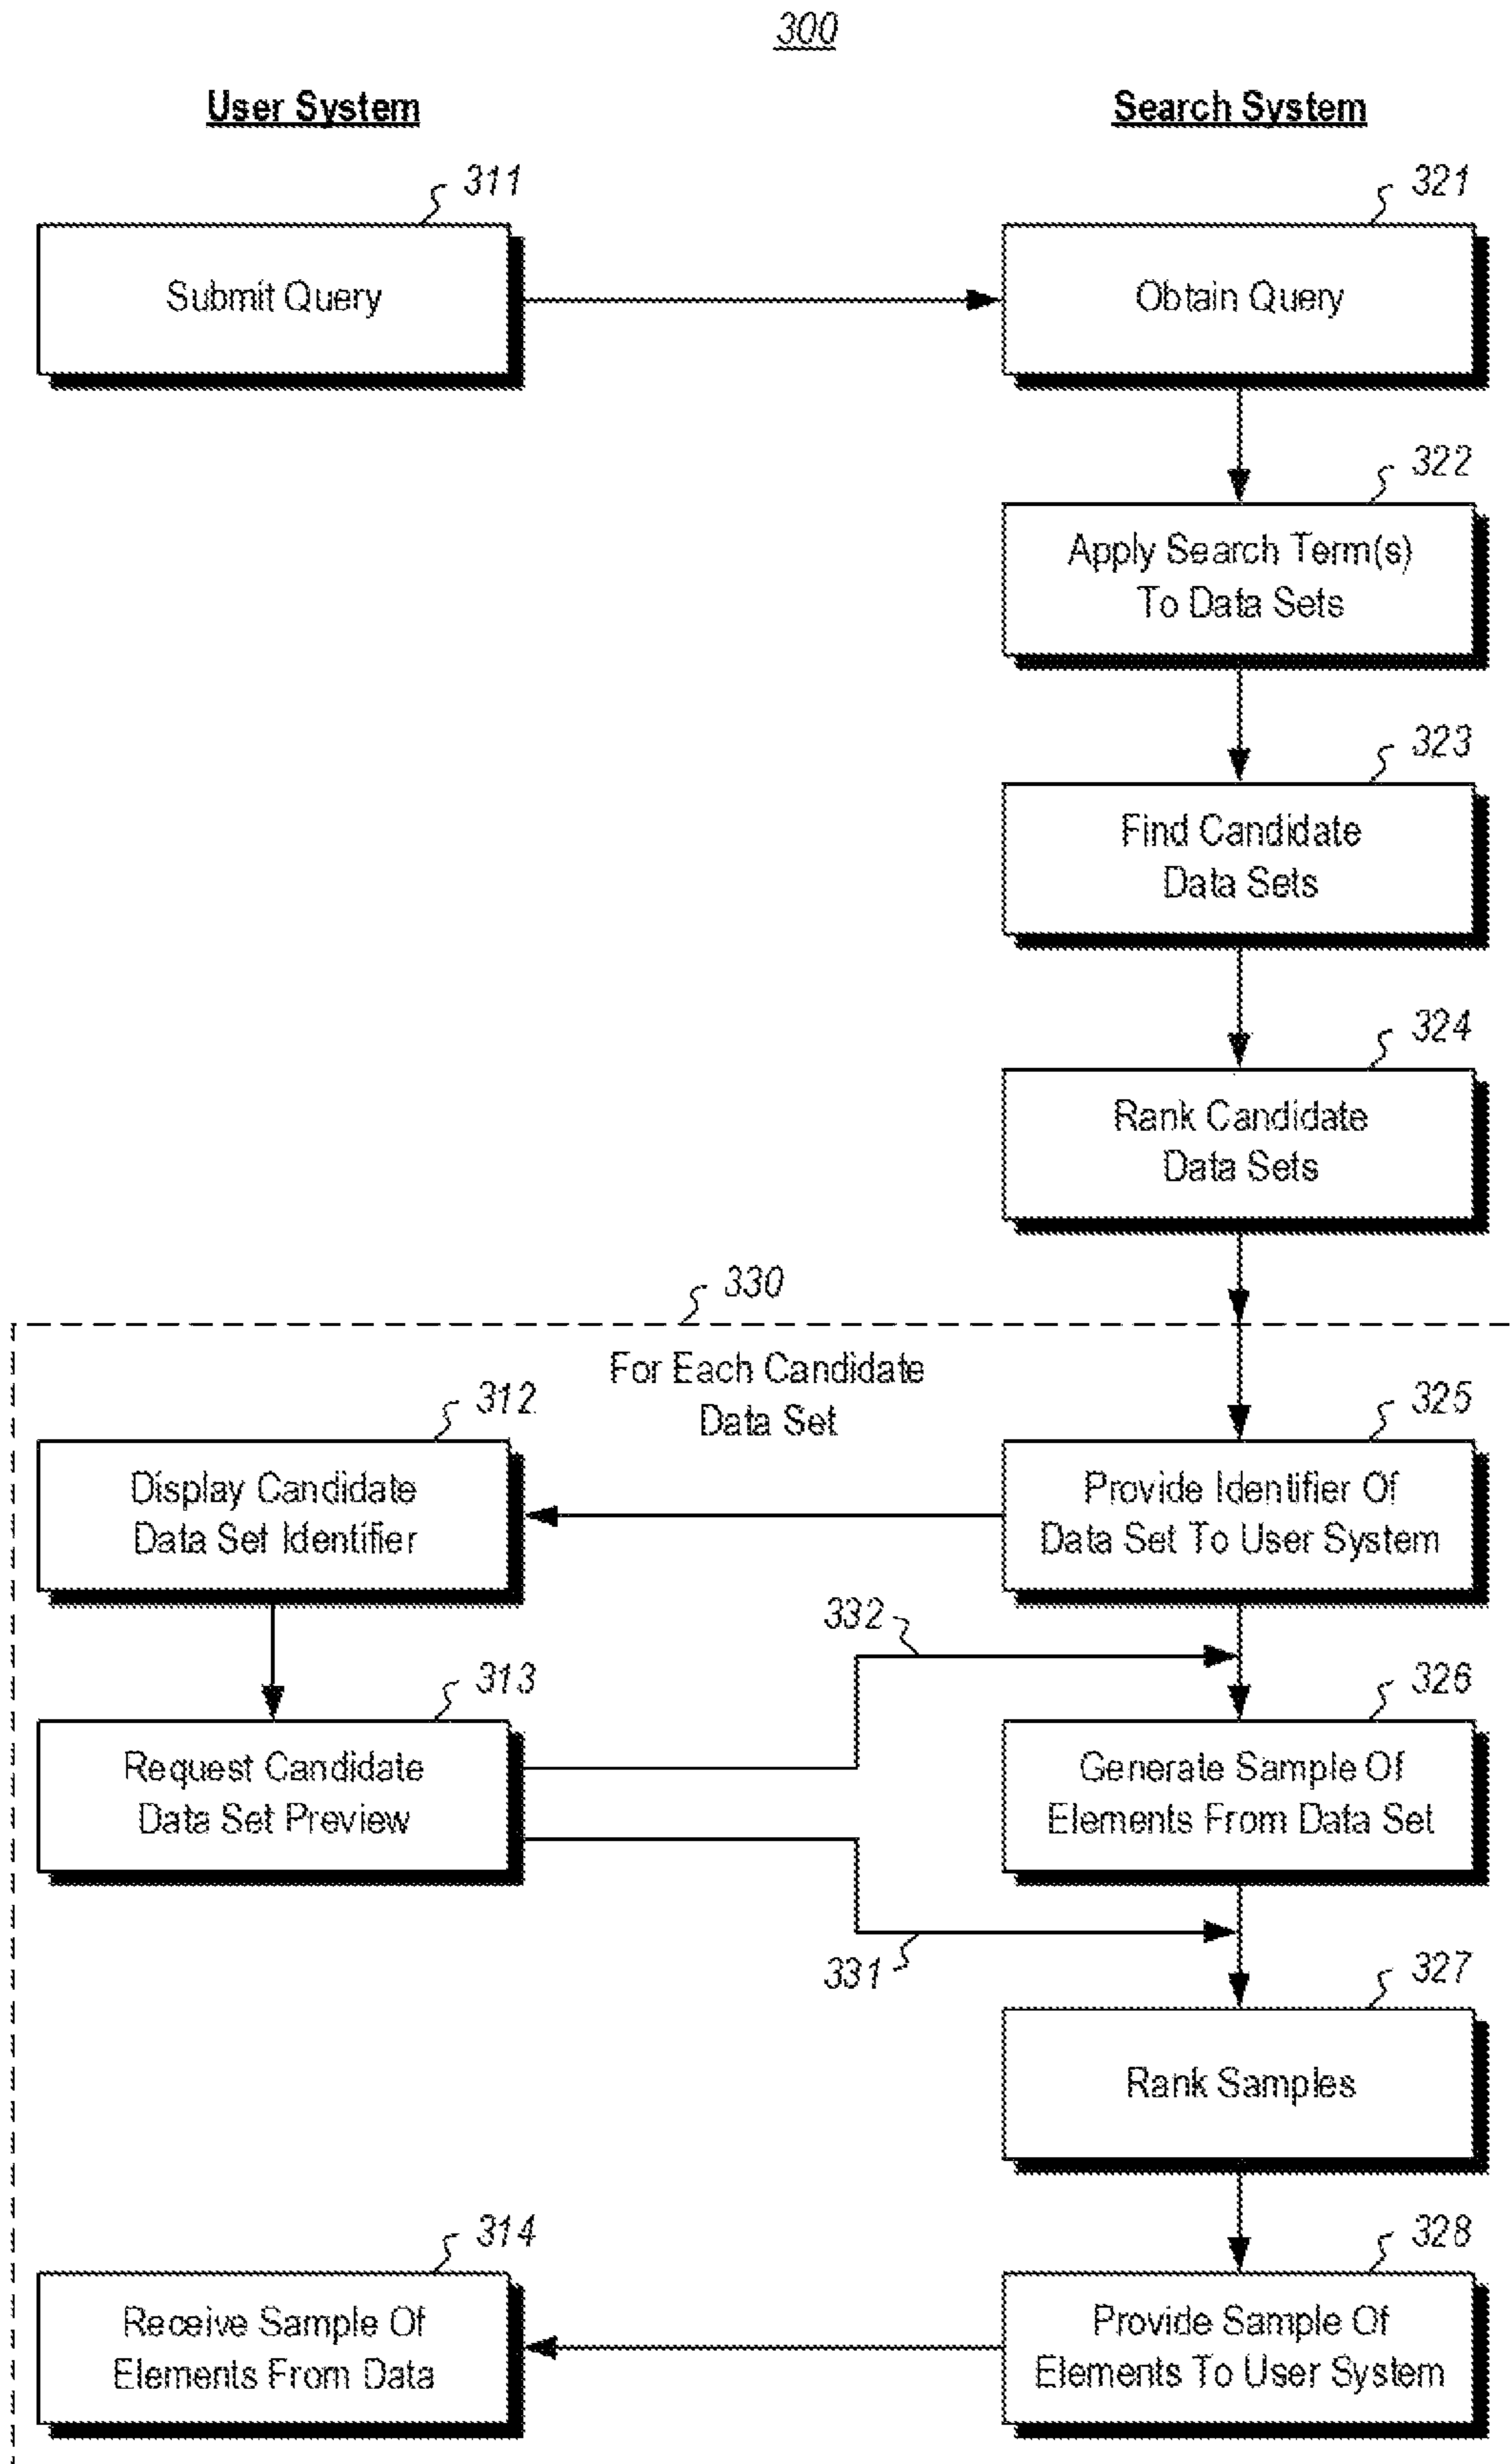 300
User System
Search System
311
Submit Query
321
Obtain Query
322
Apply Search Term(s)
To Data Sets
323
Find Candidate
Data Sets
324
Rank Candidate
Data Sets
330
For Each Candidate
Data Set
312
Display Candidate
Data Set Identifier
325
Provide Identifier Of
Data Set To User System
332
313
Request Candidate
Data Set Preview
326
Generate Sample Of
Elements From Data Set
331
327
Rank Samples
314
Receive Sample Of
Elements From Data
328
Provide Sample Of
Elements To User System